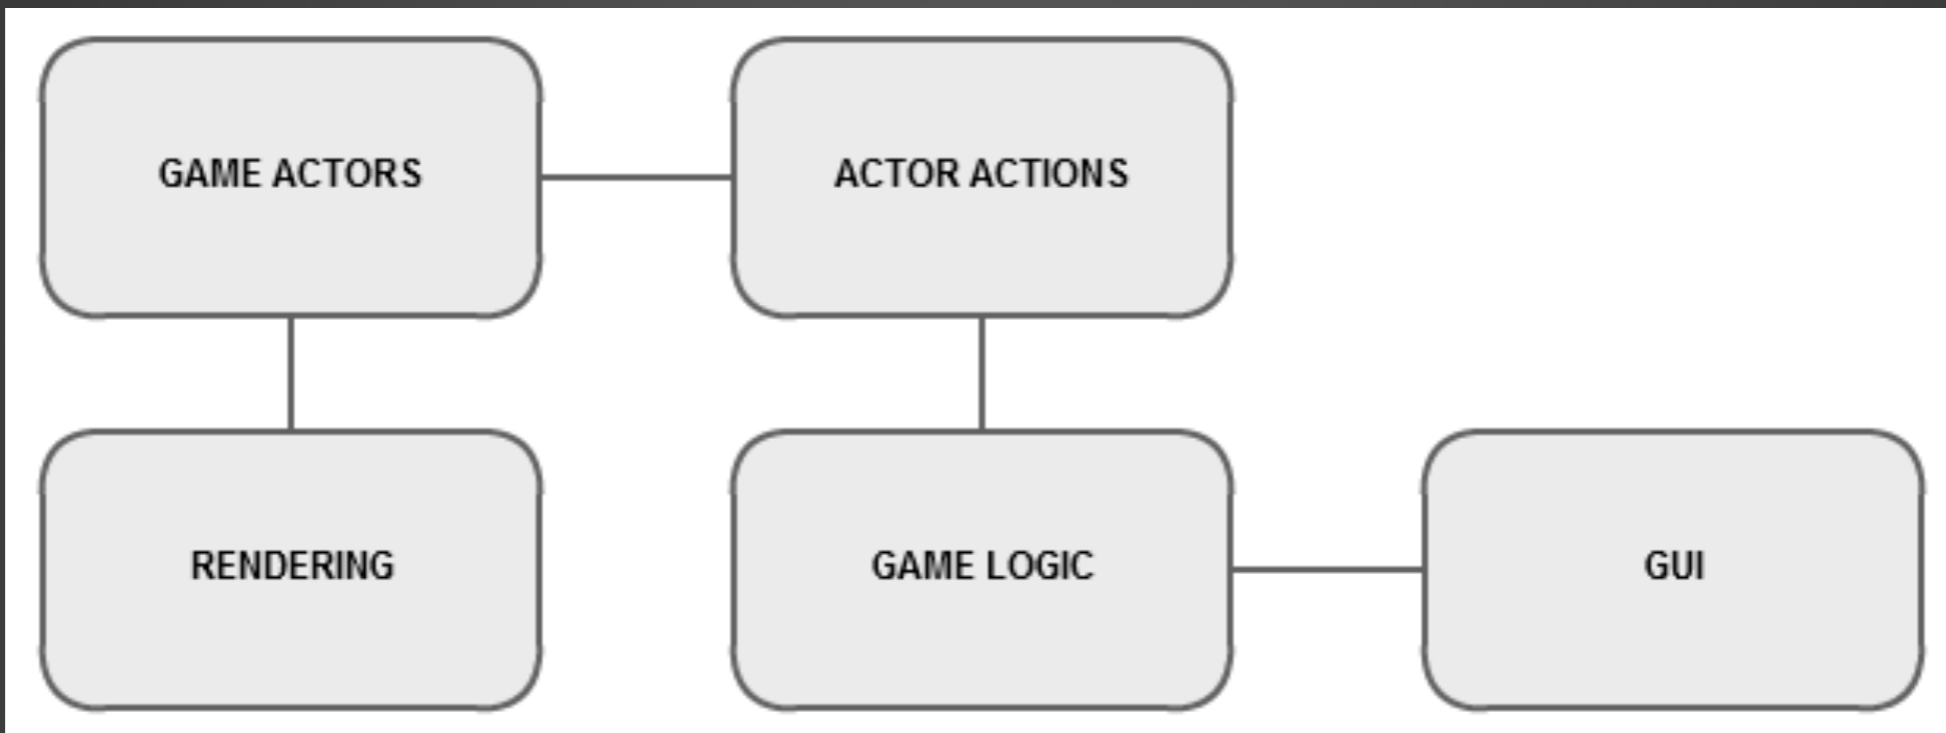 GAME ACTORS
ACTOR ACTIONS
RENDERING
GAME LOGIC
GUI